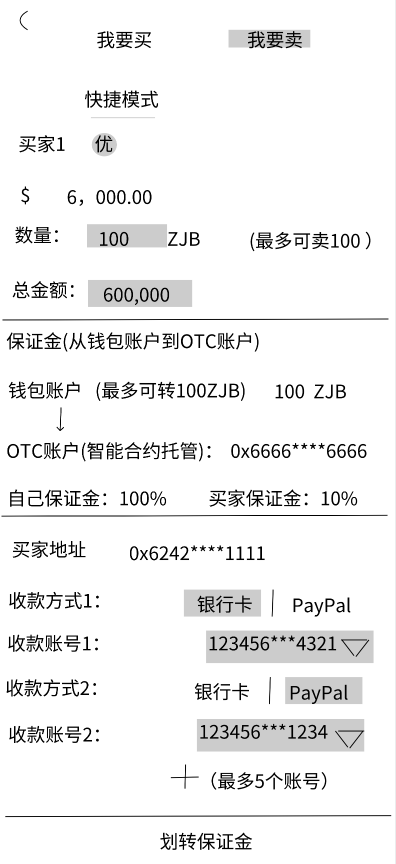 我要买 我要卖
快捷模式
买家1 优
$ 6，000.00
数量： 100 ZJB (最多可卖100 ）
总金额： 600,000
保证金(从钱包账户到OTC账户)
钱包账户 (最多可转100ZJB) 100 ZJB
OTC账户(智能合约托管)： 0x6666****6666
自己保证金：100% 买家保证金：10%
买家地址 0x6242****1111
收款方式1： 银行卡 | PayPal
收款账号1： 123456***4321
收款方式2： 银行卡 | PayPal
收款账号2： 123456***1234
＋（最多5个账号）
划转保证金